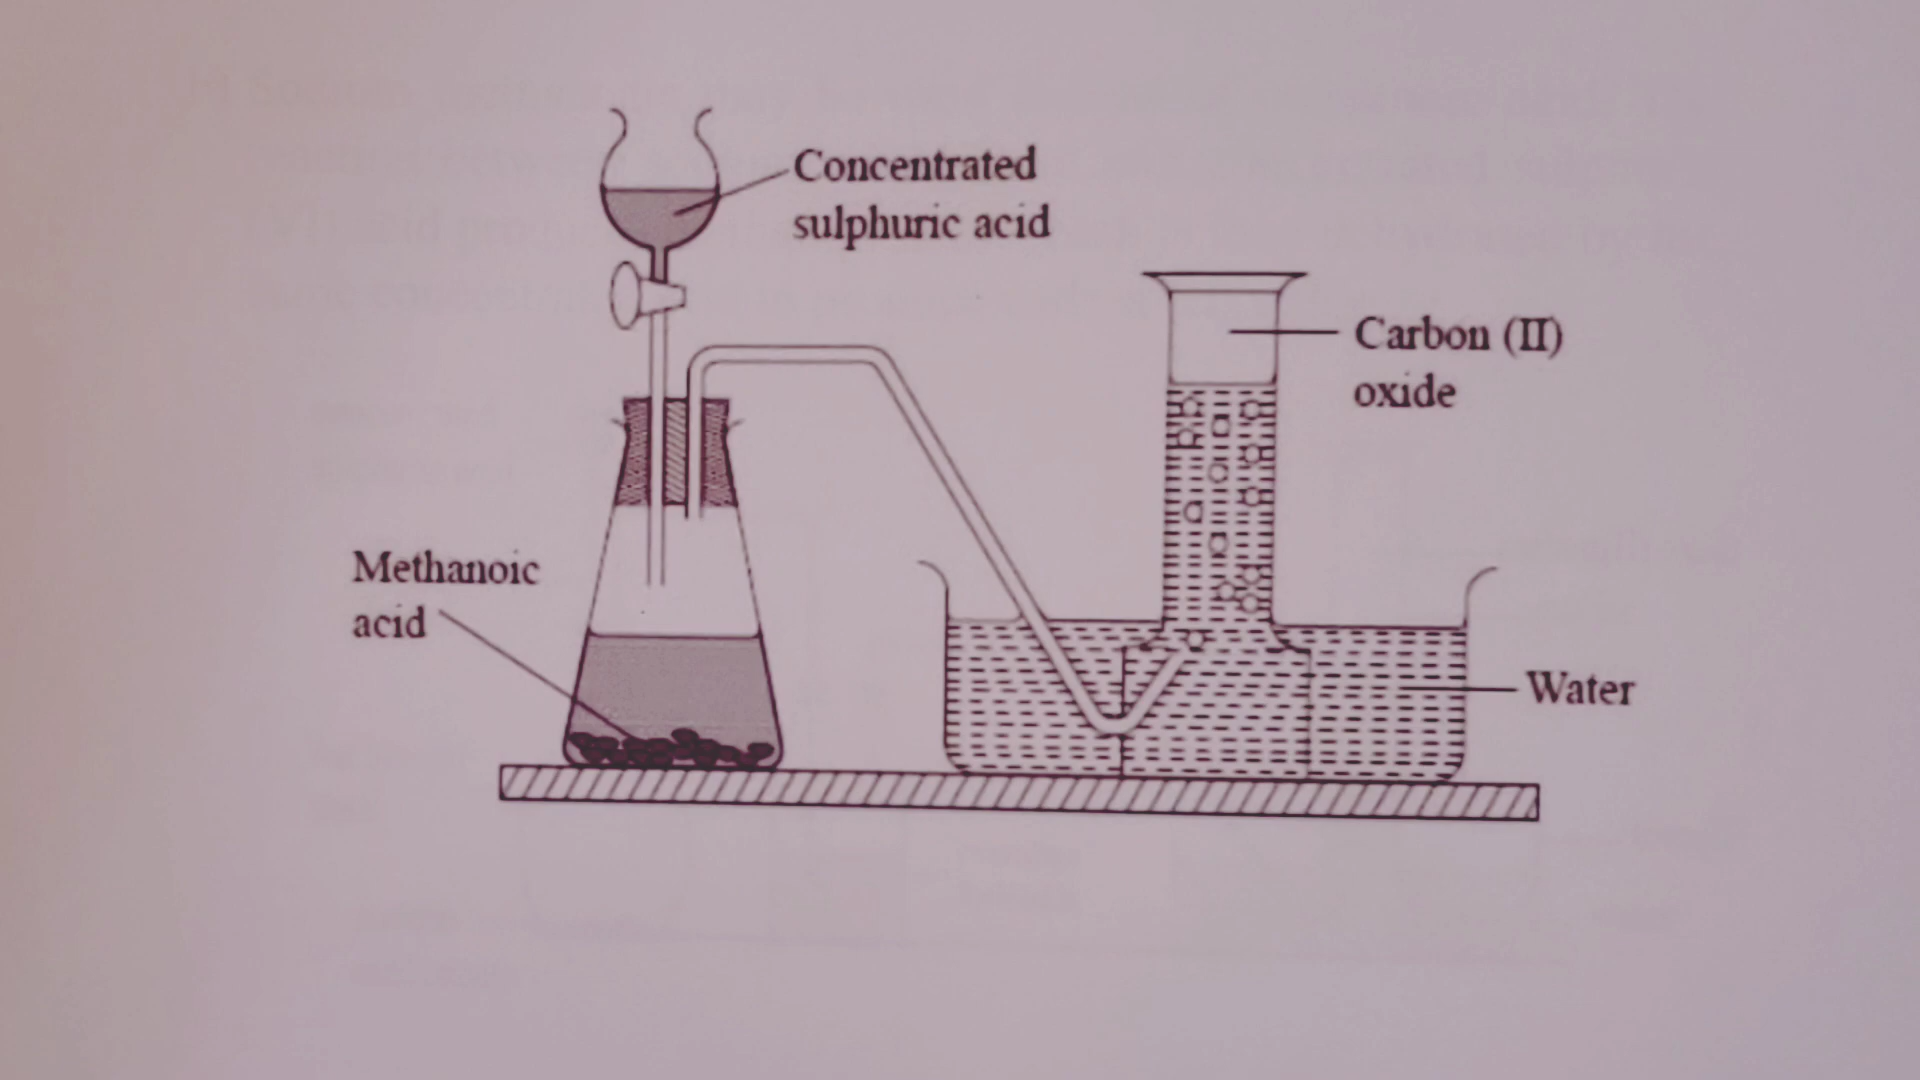 Concentrated
sulphuric acid
Carbon (II)
oxide
Methanoic
acid
Water